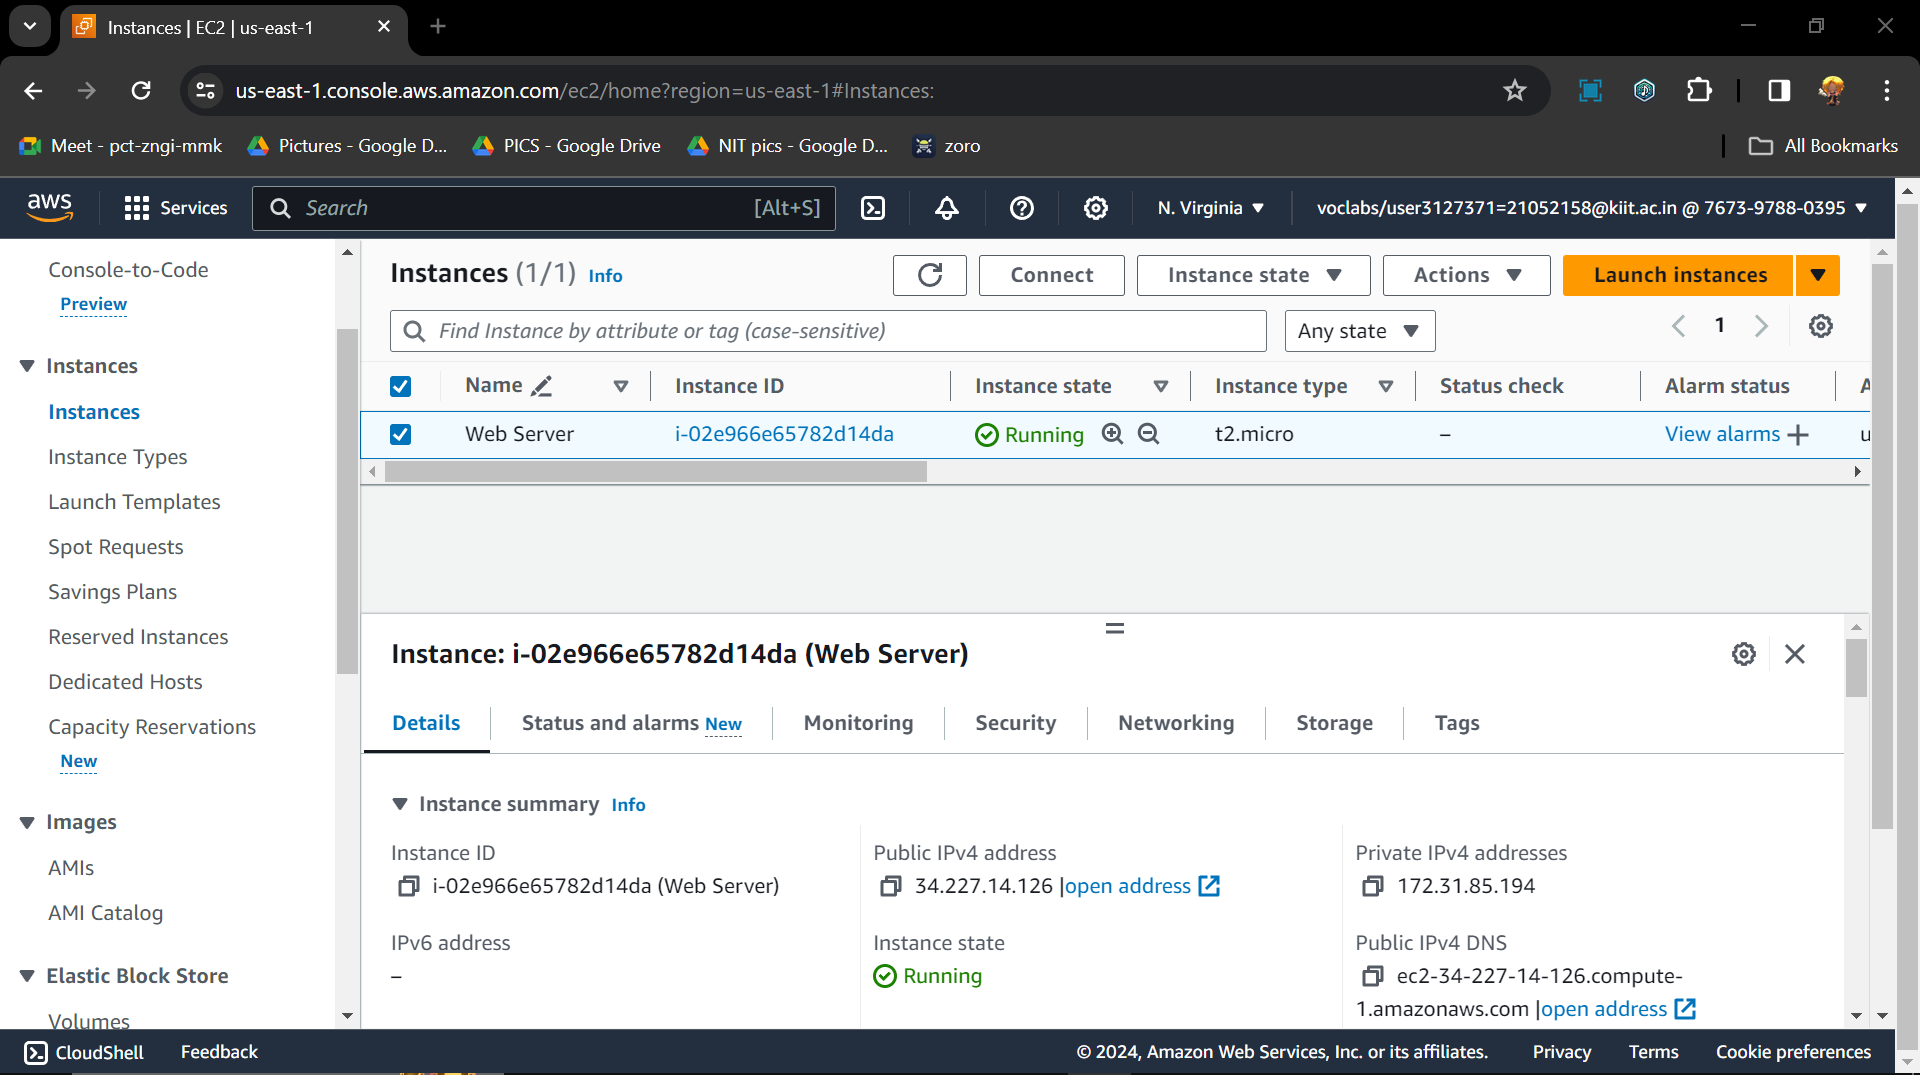 Instances | EC2 | us-east-1
us-east-1.console.aws.amazon.com/ec2/home?region=us-east-1#Instances:
Meet - pct-zngi-mmk
Pictures - Google D...
PICS - Google Drive
NIT pics - Google D...
zoro
All Bookmarks
aws
Services
Search
[Alt+S]
N. Virginia
voclabs/user3127371=21052158@kiit.ac.in @ 7673-9788-0395
Console-to-Code
Preview
Instances
Instances
Instance Types
Launch Templates
Spot Requests
Savings Plans
Reserved Instances
Dedicated Hosts
Capacity Reservations
New
Images
AMIs
AMI Catalog
Elastic Block Store
Volumes
Instances (1/1) Info
Connect
Instance state
Actions
Launch instances
Find Instance by attribute or tag (case-sensitive)
Any state
1
Name
Instance ID
Instance state
Instance type
Status check
Alarm status
A
Web Server
i-02e966e65782d14da
Running
t2.micro
–
View alarms
u
Instance: i-02e966e65782d14da (Web Server)
Details
Status and alarms New
Monitoring
Security
Networking
Storage
Tags
Instance summary Info
Instance ID
i-02e966e65782d14da (Web Server)
Public IPv4 address
34.227.14.126 |open address
Private IPv4 addresses
172.31.85.194
IPv6 address
–
Instance state
Running
Public IPv4 DNS
ec2-34-227-14-126.compute-
1.amazonaws.com |open address
CloudShell
Feedback
© 2024, Amazon Web Services, Inc. or its affiliates.
Privacy
Terms
Cookie preferences